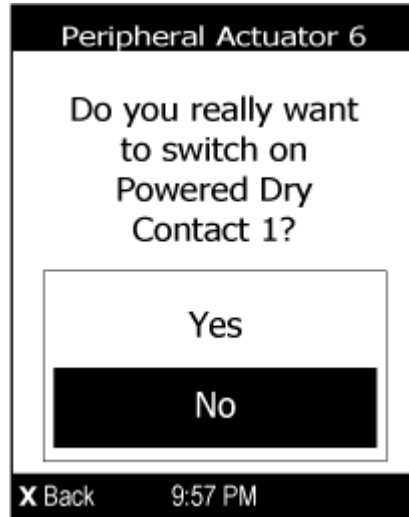 Peripheral Actuator 6
Do you really want
to switch on
Powered Dry
Contact 1?
Yes
No
X Back 9:57 PM